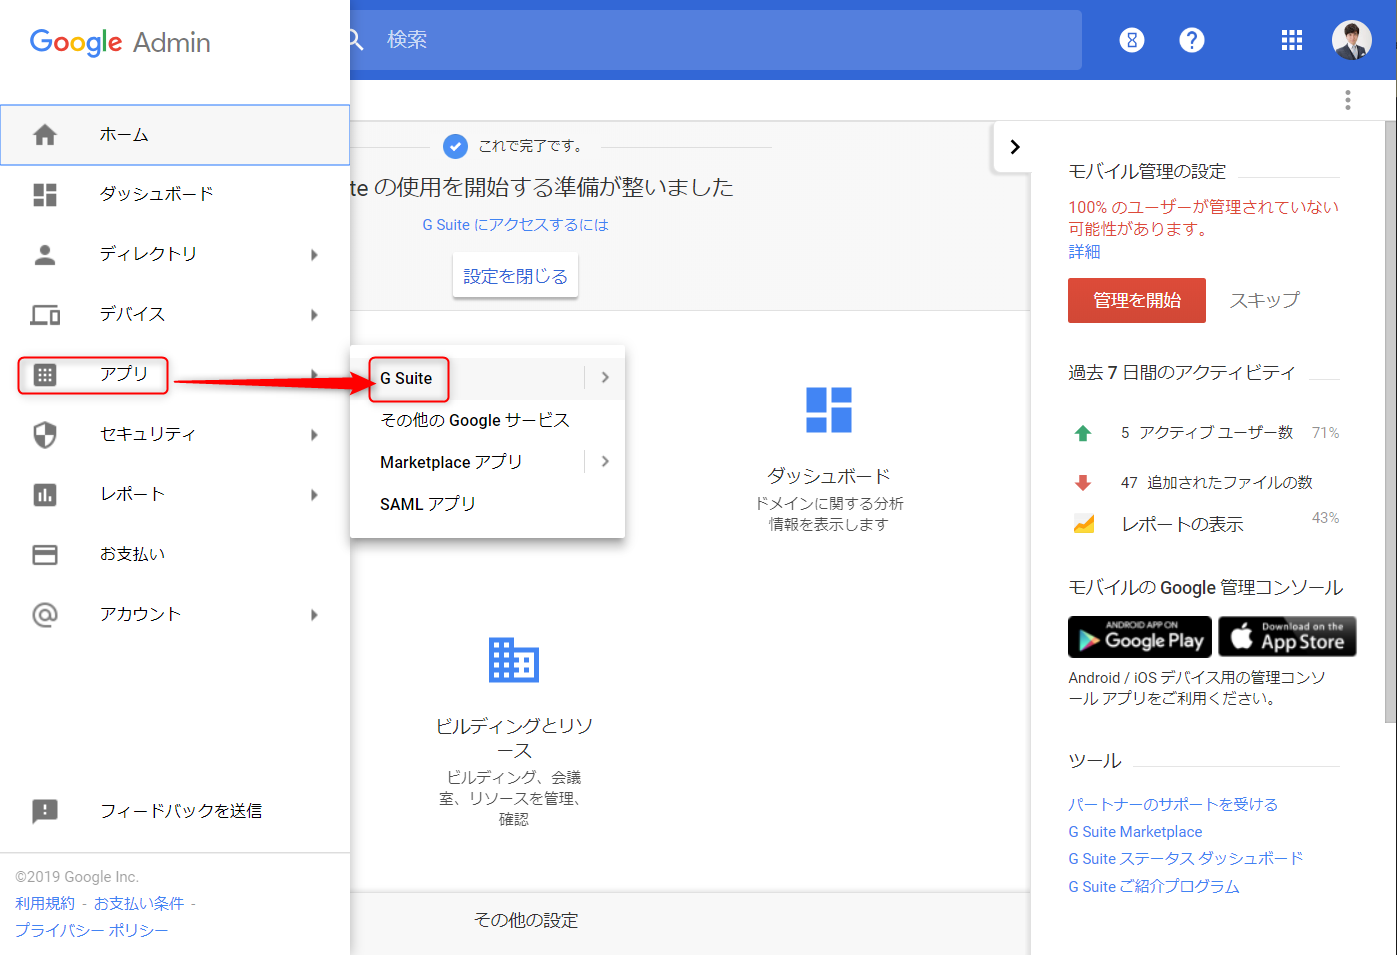 Google Admin
検索
ホーム
ダッシュボード
ディレクトリ
デバイス
アプリ
セキュリティ
レポート
お支払い
アカウント
フィードバックを送信
©2019 Google Inc.
利用規約 - お支払い条件 -
プライバシー ポリシー
これで完了です。
te の使用を開始する準備が整いました
G Suite にアクセスするには
設定を閉じる
G Suite
その他の Google サービス
Marketplace アプリ
SAML アプリ
ダッシュボード
ドメインに関する分析
情報を表示します
ビルディングとリソ
ース
ビルディング、会議
室、リソースを管理、
確認
その他の設定
モバイル管理の設定
100% のユーザーが管理されていない
可能性があります。
詳細
管理を開始 スキップ
過去 7 日間のアクティビティ
5 アクティブ ユーザー数 71%
47 追加されたファイルの数
43%
レポートの表示
モバイルの Google 管理コンソール
ANDROID APP ON
Google Play
Download on the
App Store
Android / iOS デバイス用の管理コンソ
ール アプリをご利用ください。
ツール
パートナーのサポートを受ける
G Suite Marketplace
G Suite ステータス ダッシュボード
G Suite ご紹介プログラム